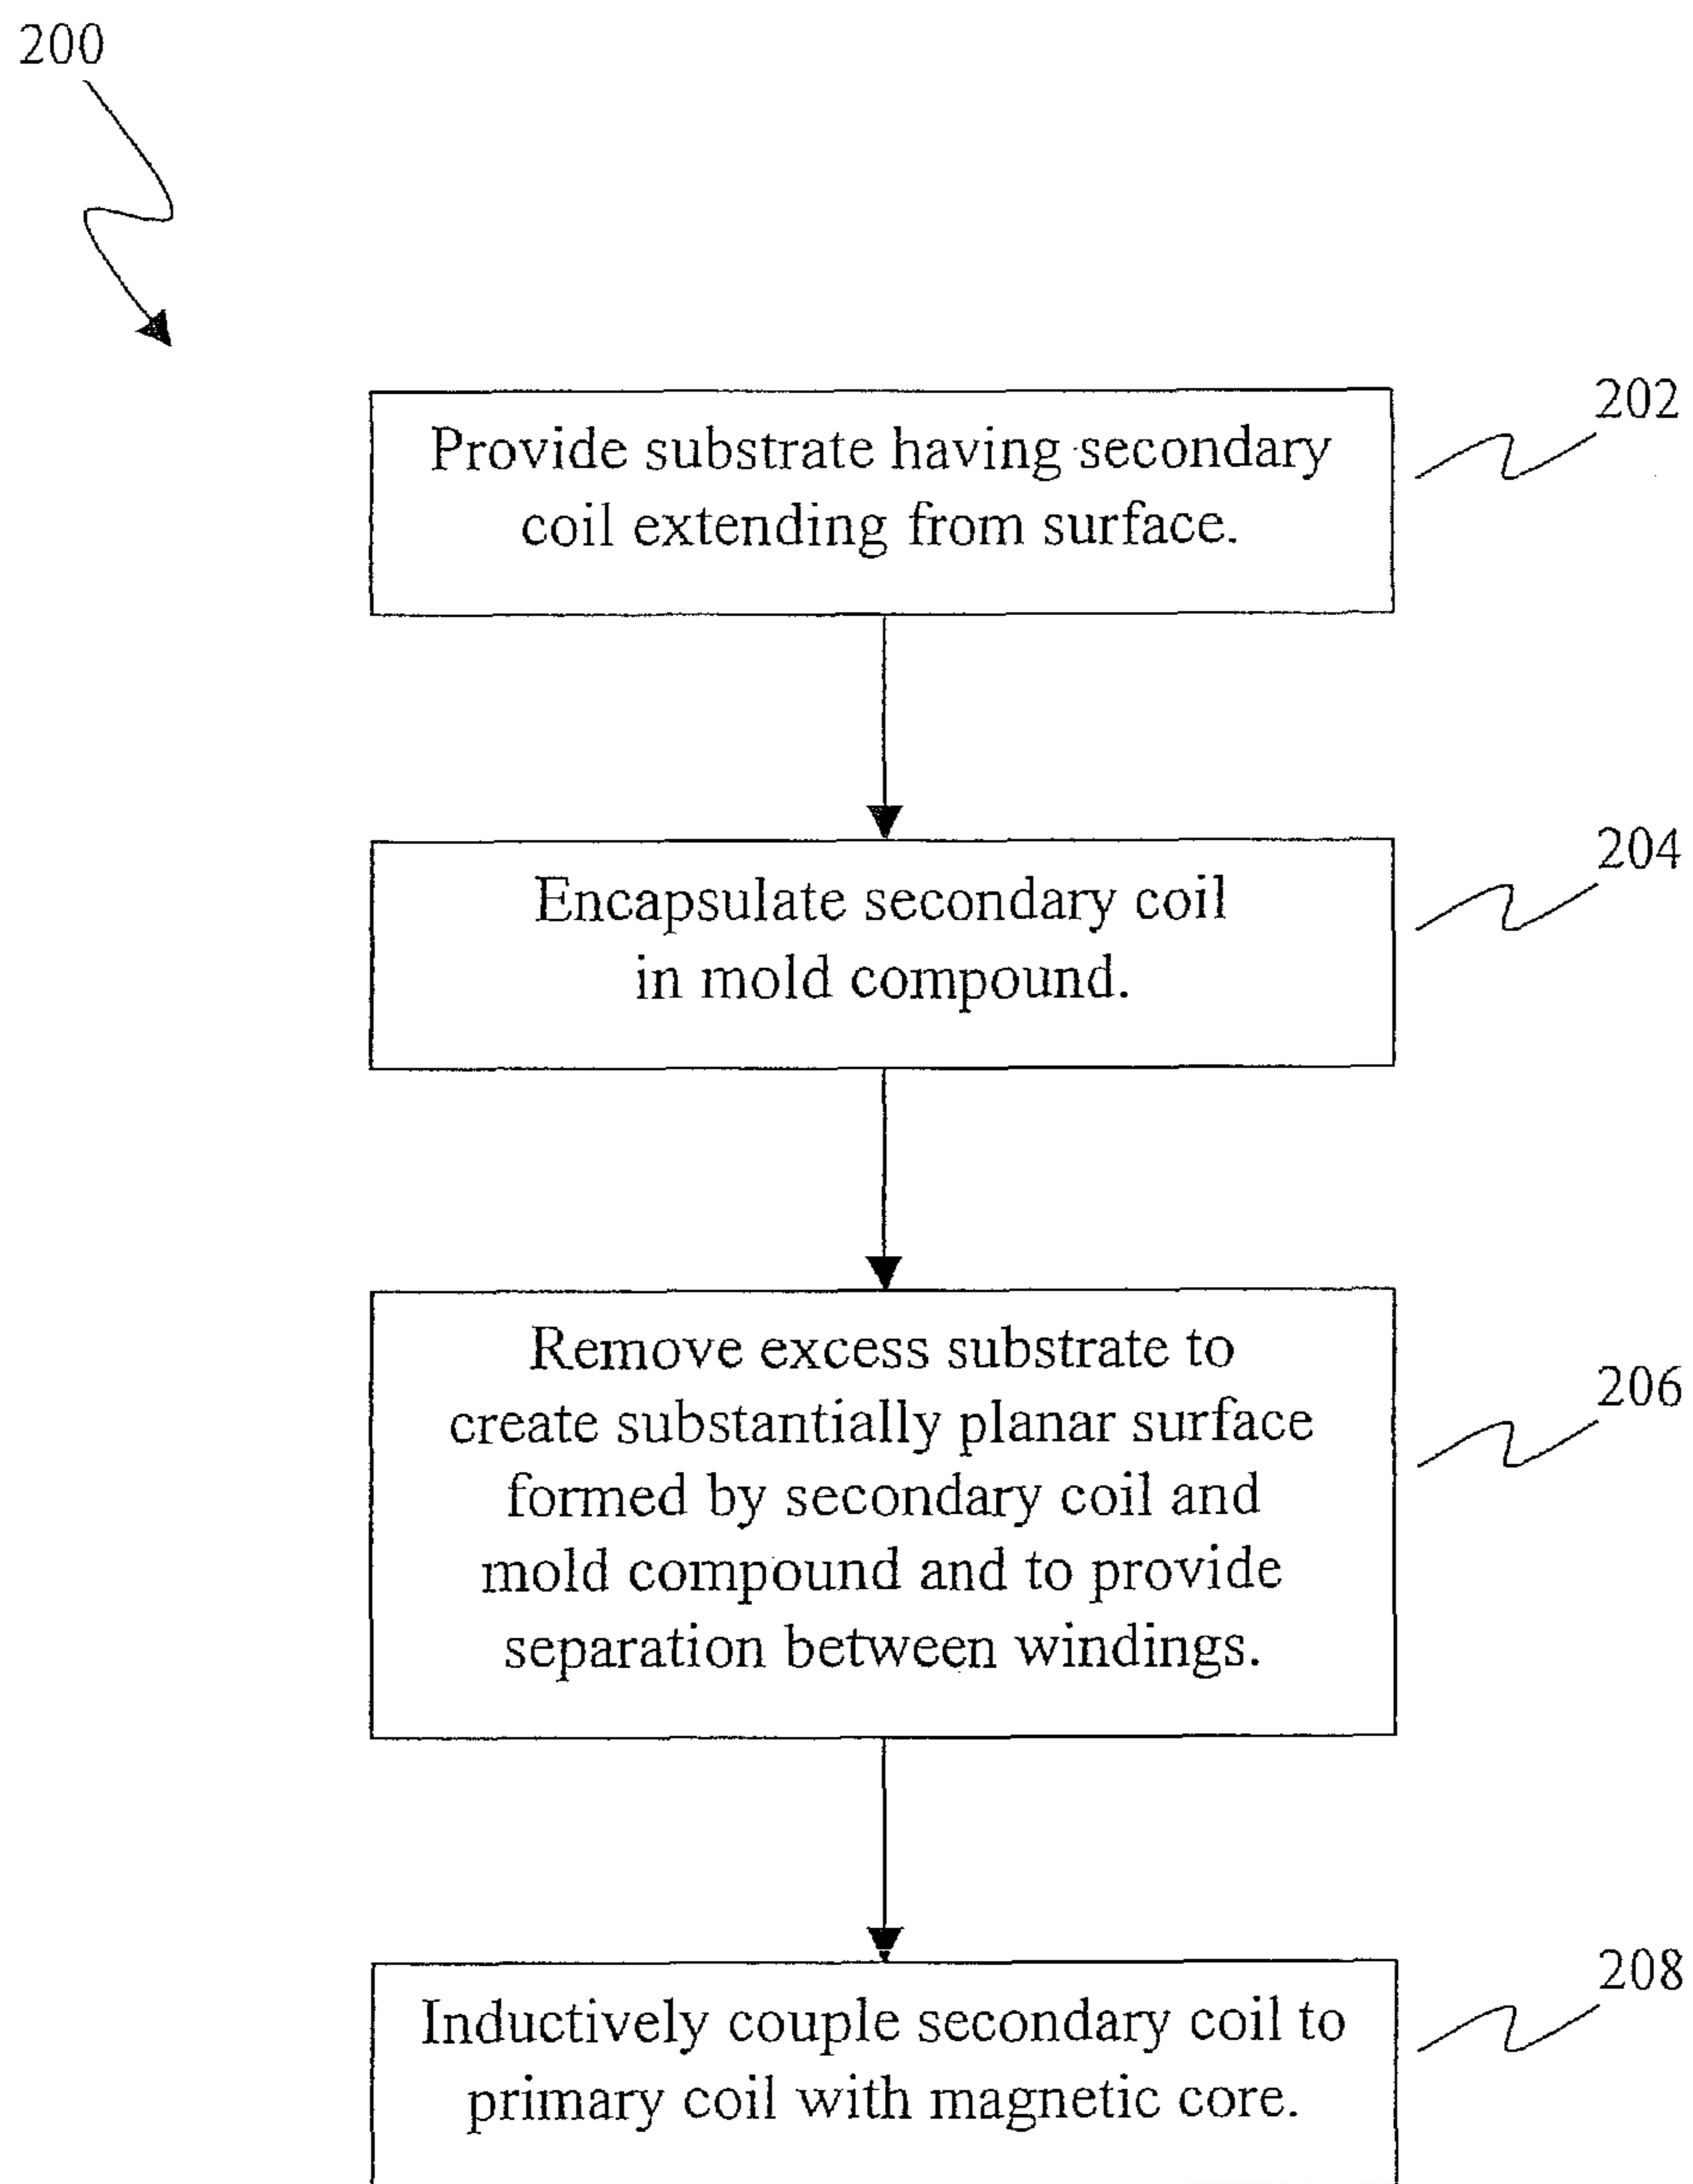 200
202
Provide substrate having secondary
coil extending from surface.
204
Encapsulate secondary coil
in mold compound.
206
Remove excess substrate to
create substantially planar surface
formed by secondary coil and
mold compound and to provide
separation between windings.
208
Inductively couple secondary coil to
primary coil with magnetic core.